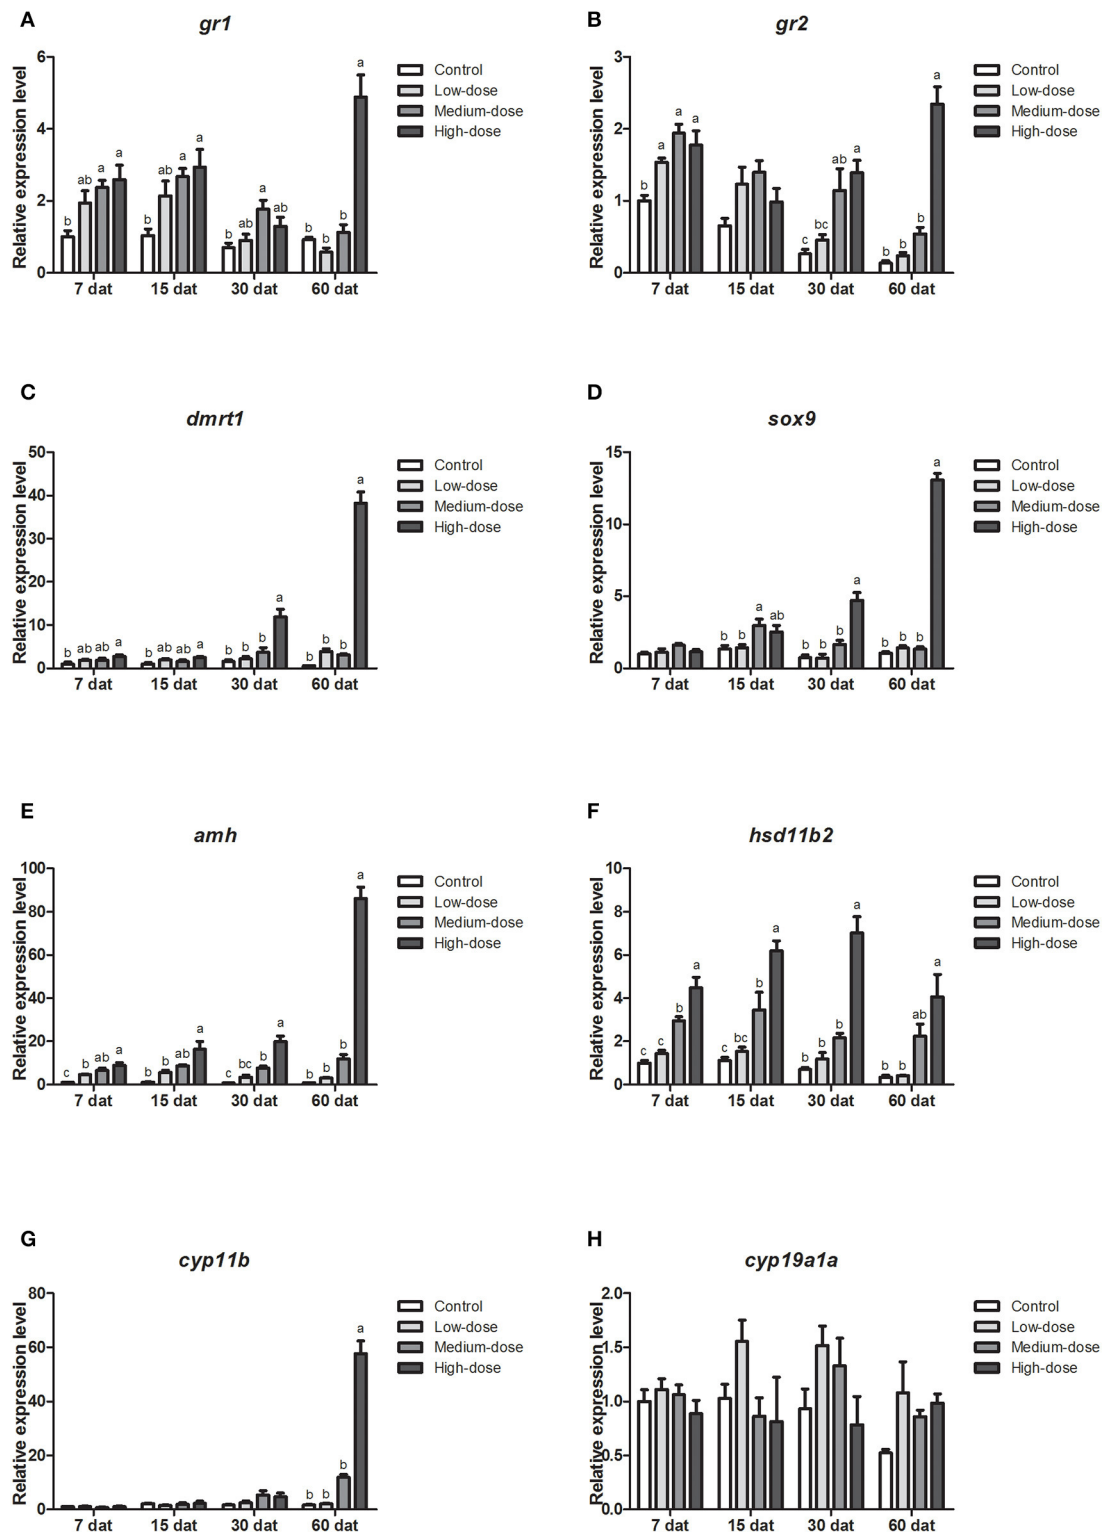 A
gr1
Relative expression level
6
4
2
0
b ab a a
b ab a a
b ab a ab
b b b a
7 dat 15 dat 30 dat 60 dat
Control
Low-dose
Medium-dose
High-dose
B
gr2
Relative expression level
3
2
1
0
b a a a
c bc ab a
b b b a
7 dat 15 dat 30 dat 60 dat
Control
Low-dose
Medium-dose
High-dose
C
dmrt1
Relative expression level
50
40
30
20
10
0
b ab ab a
b ab ab a
b b b a
b b b a
7 dat 15 dat 30 dat 60 dat
Control
Low-dose
Medium-dose
High-dose
D
sox9
Relative expression level
15
10
5
0
b b a ab
b b b a
b b b a
7 dat 15 dat 30 dat 60 dat
Control
Low-dose
Medium-dose
High-dose
E
amh
Relative expression level
100
80
60
40
20
0
c b ab a
b b ab a
c bc b a
b b b a
7 dat 15 dat 30 dat 60 dat
Control
Low-dose
Medium-dose
High-dose
F
hsd11b2
Relative expression level
10
8
6
4
2
0
c c b a
c bc b a
b b b a
b b ab a
7 dat 15 dat 30 dat 60 dat
Control
Low-dose
Medium-dose
High-dose
G
cyp11b
Relative expression level
80
60
40
20
0
b b b a
7 dat 15 dat 30 dat 60 dat
Control
Low-dose
Medium-dose
High-dose
H
cyp19a1a
Relative expression level
2.0
1.5
1.0
0.5
0.0
7 dat 15 dat 30 dat 60 dat
Control
Low-dose
Medium-dose
High-dose